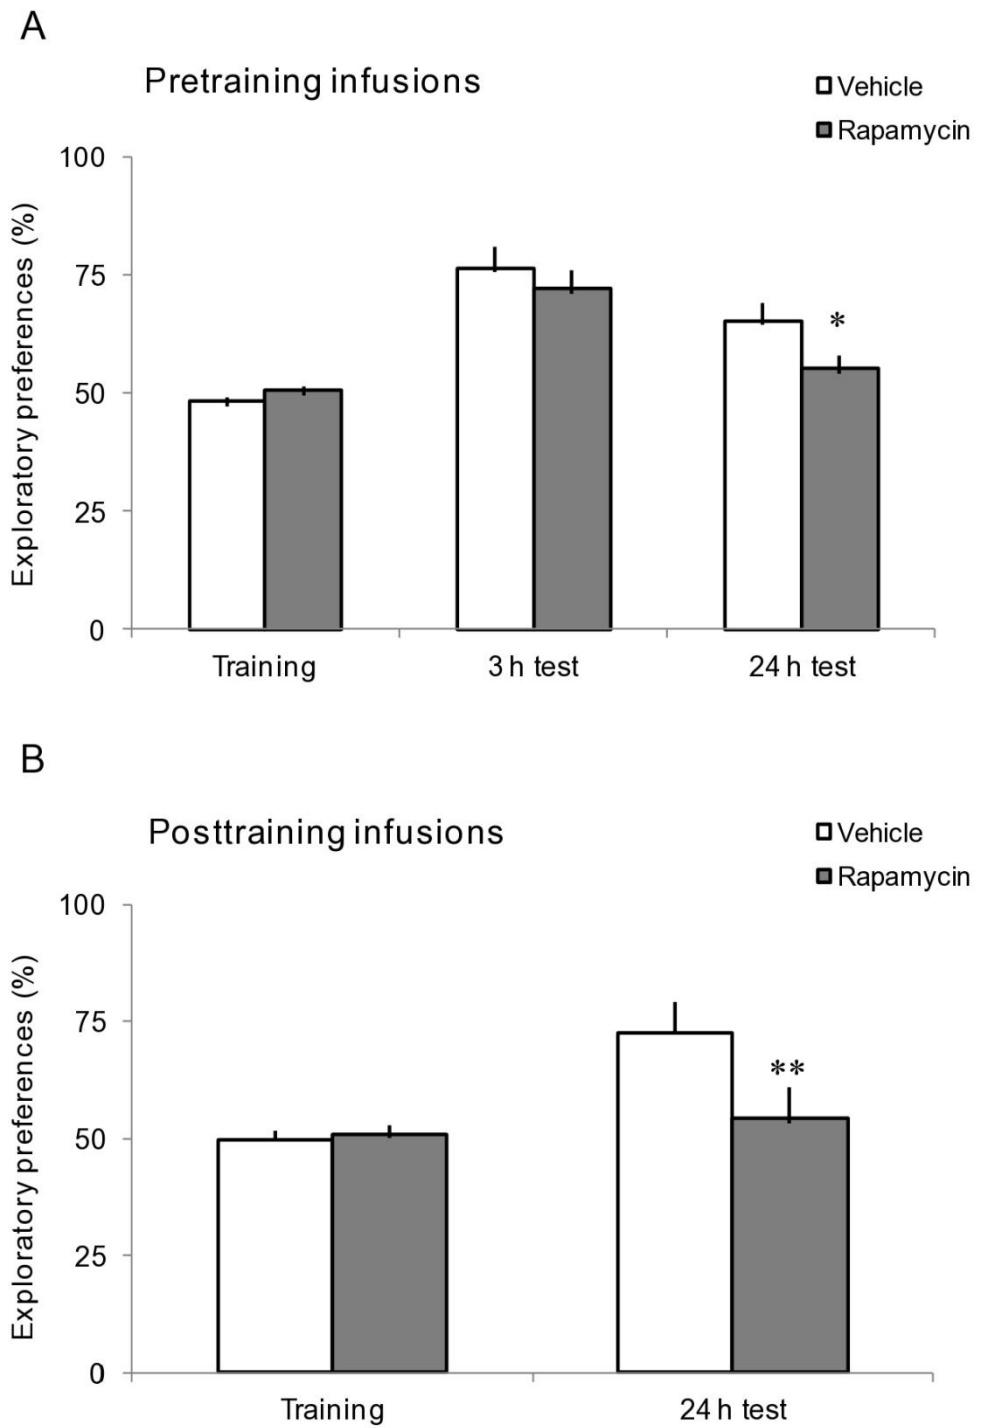 A
Pretraining infusions
Vehicle
Rapamycin
Exploratory preferences (%)
100
75
50
25
0
*
Training
3 h test
24 h test
B
Posttraining infusions
Vehicle
Rapamycin
Exploratory preferences (%)
100
75
50
25
0
**
Training
24 h test